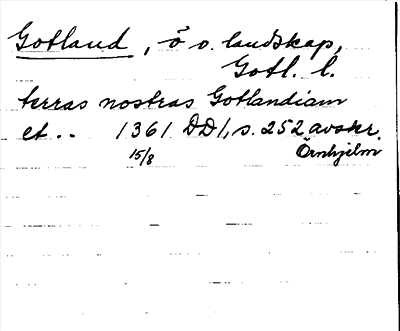 Gotland, ö o. landskap,
Gotl. l.
terras nostras Gotlandiam
et.. 1361 DD1, s. 252 avskr.
15/8 Örnhjelm